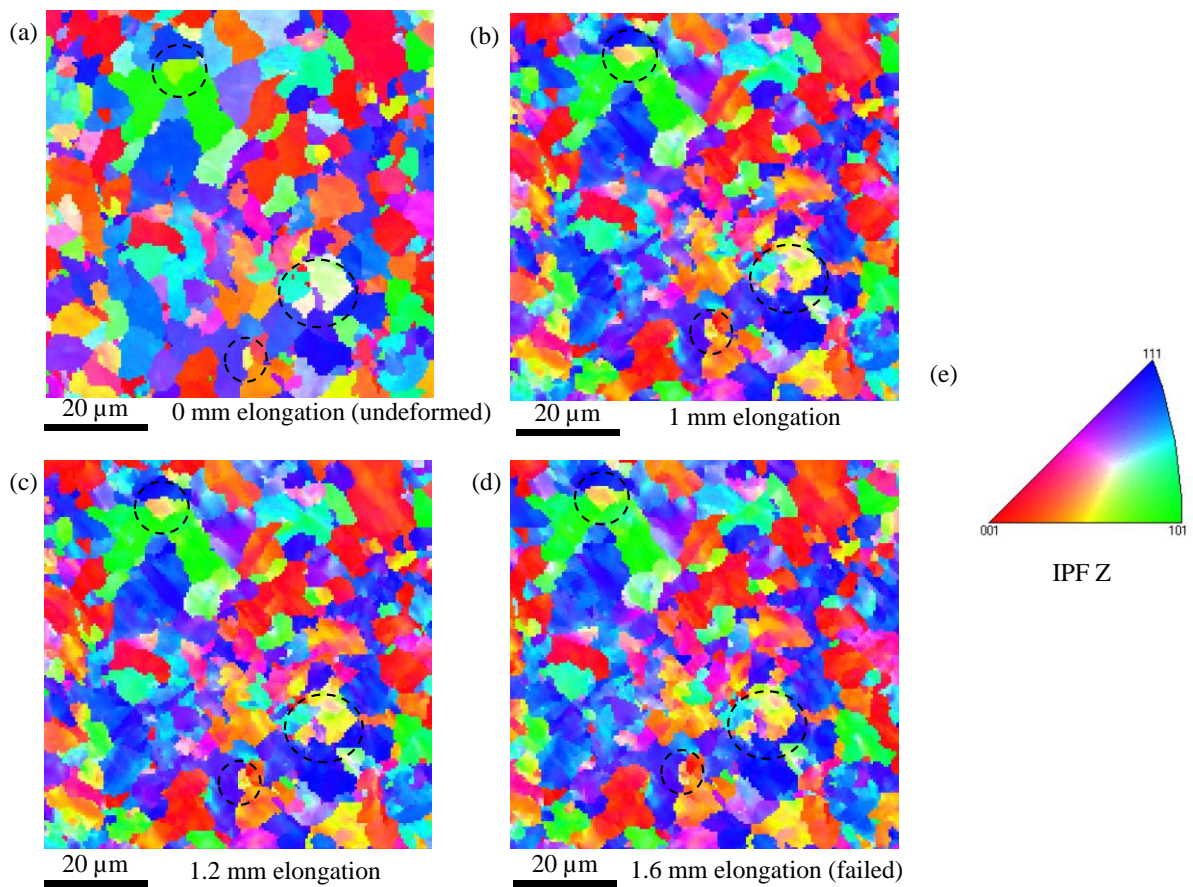 (a)
(b)
20 µm
0 mm elongation (undeformed)
20 µm
1 mm elongation
(e)
111
001
101
IPF Z
(c)
(d)
20 µm
1.2 mm elongation
20 µm
1.6 mm elongation (failed)